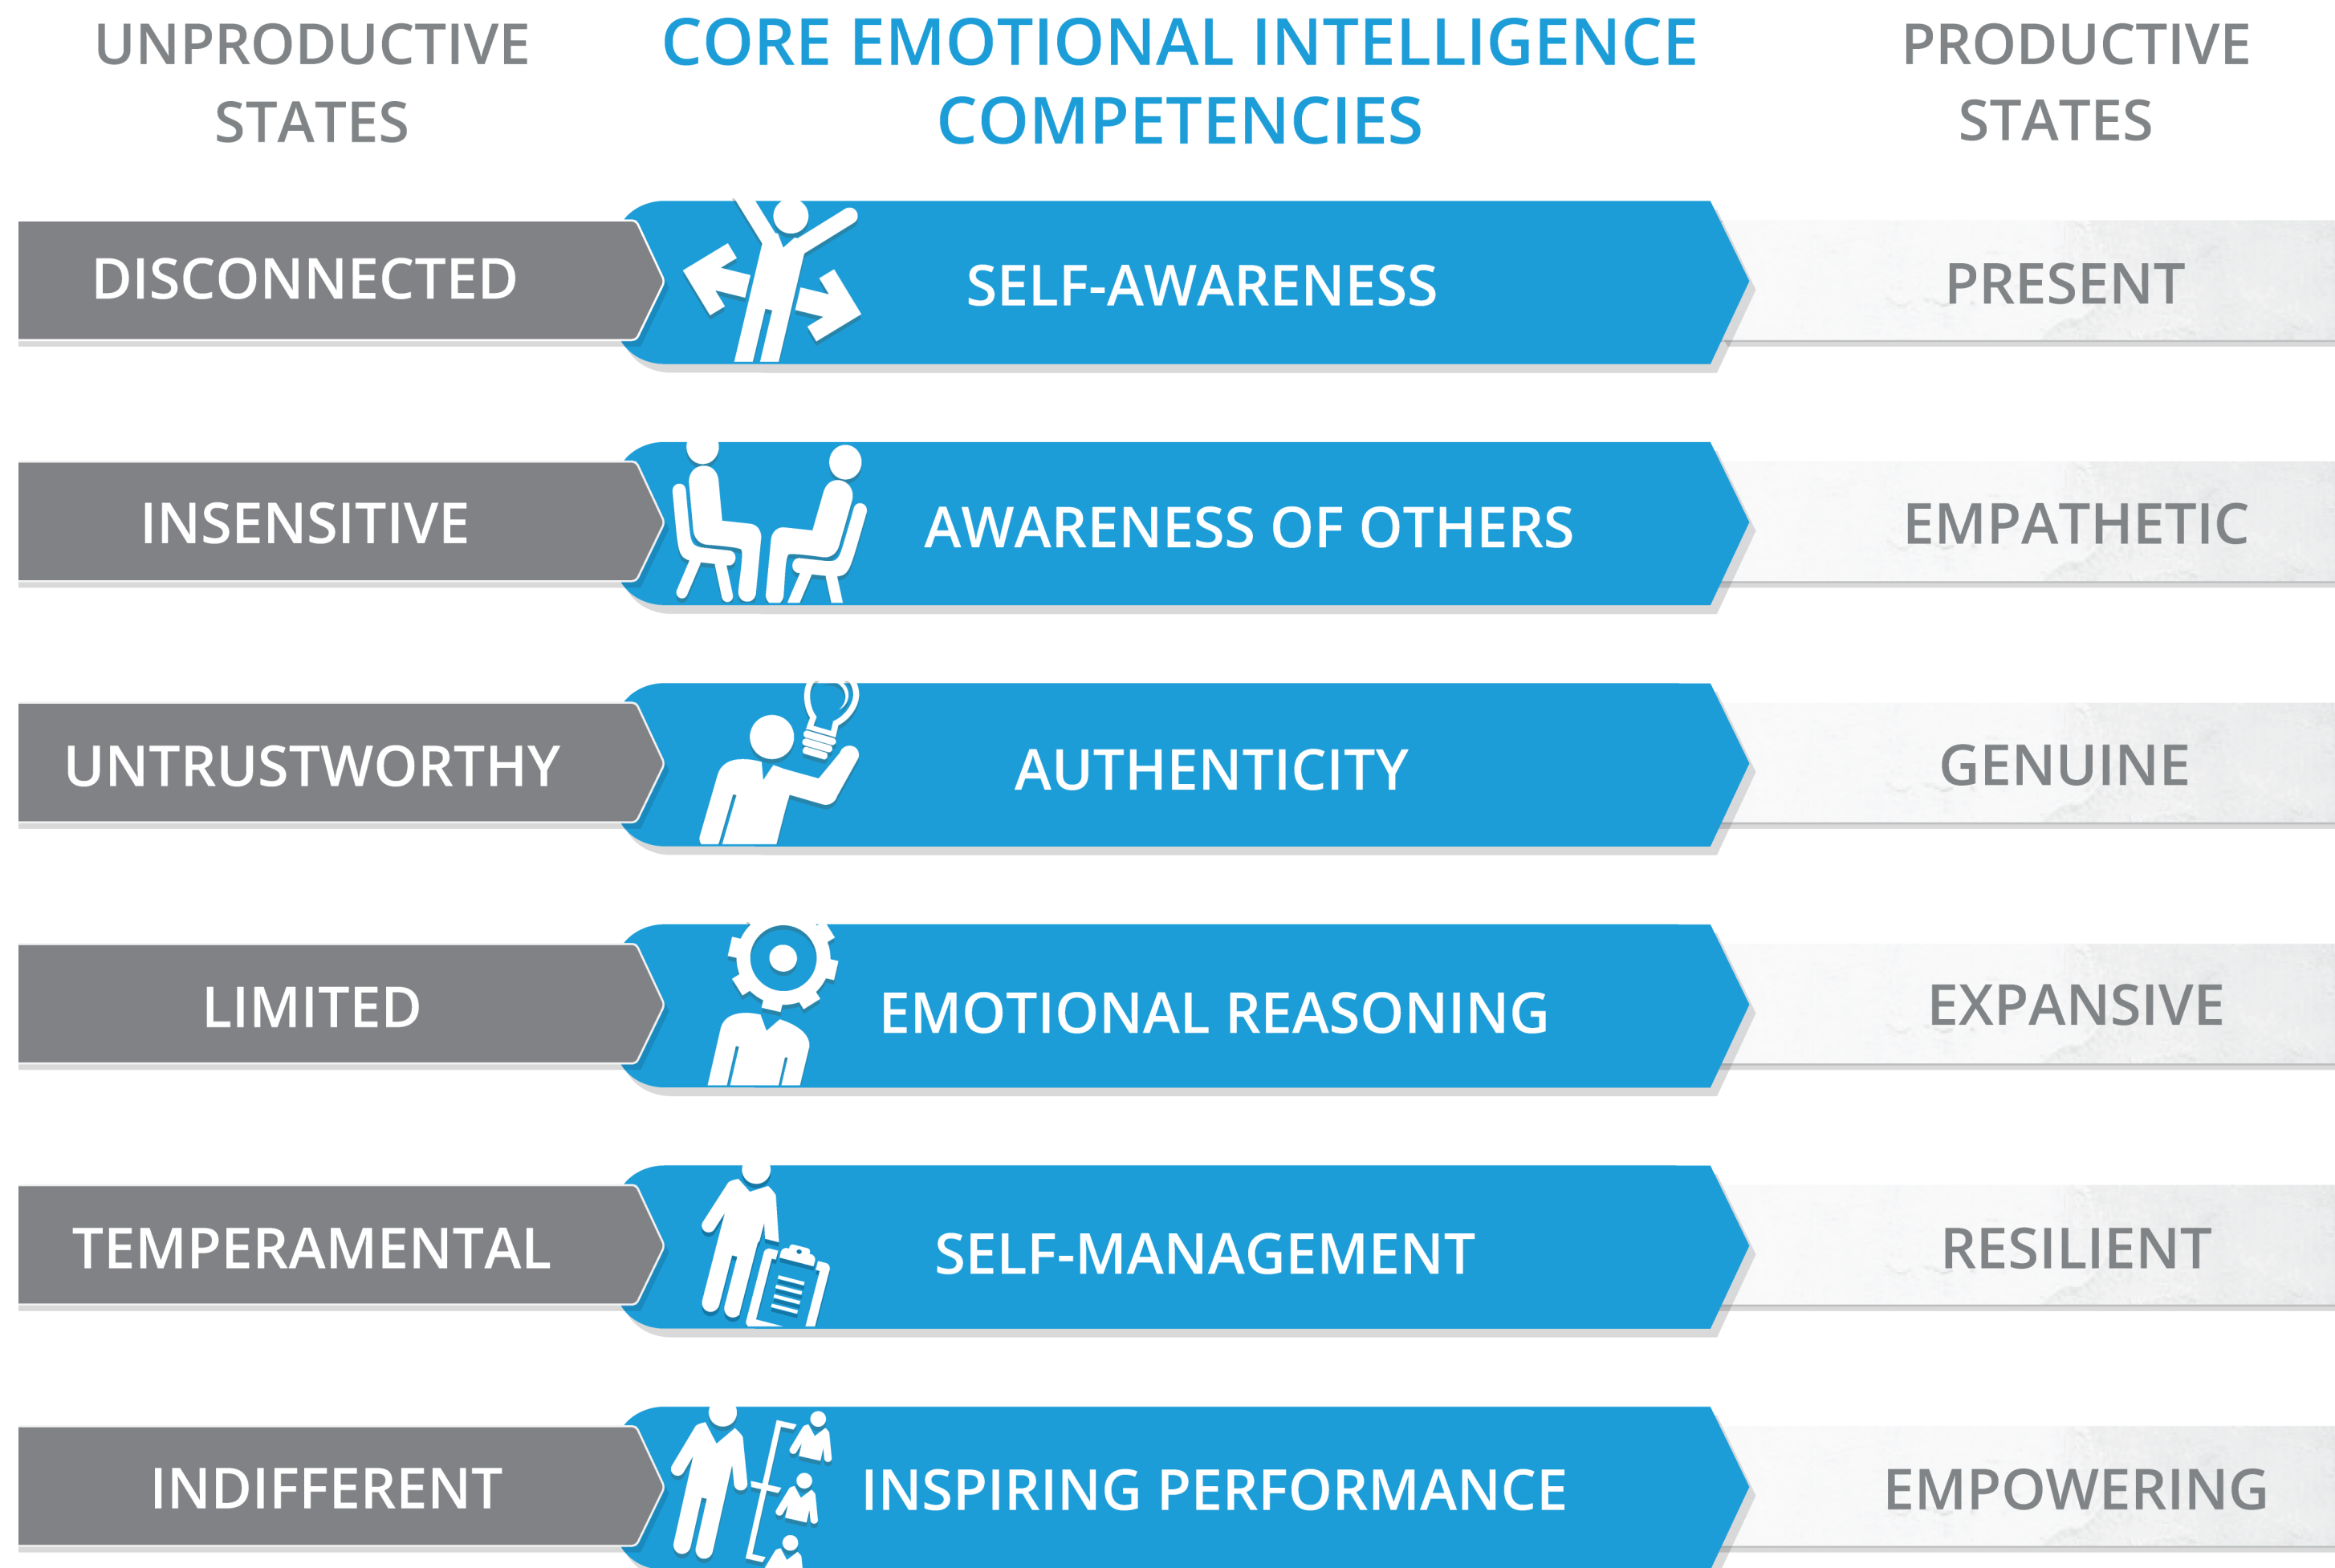 UNPRODUCTIVE
STATES
CORE EMOTIONAL INTELLIGENCE
COMPETENCIES
PRODUCTIVE
STATES
DISCONNECTED
SELF-AWARENESS
PRESENT
INSENSITIVE
AWARENESS OF OTHERS
EMPATHETIC
UNTRUSTWORTHY
AUTHENTICITY
GENUINE
LIMITED
EMOTIONAL REASONING
EXPANSIVE
TEMPERAMENTAL
SELF-MANAGEMENT
RESILIENT
INDIFFERENT
INSPIRING PERFORMANCE
EMPOWERING